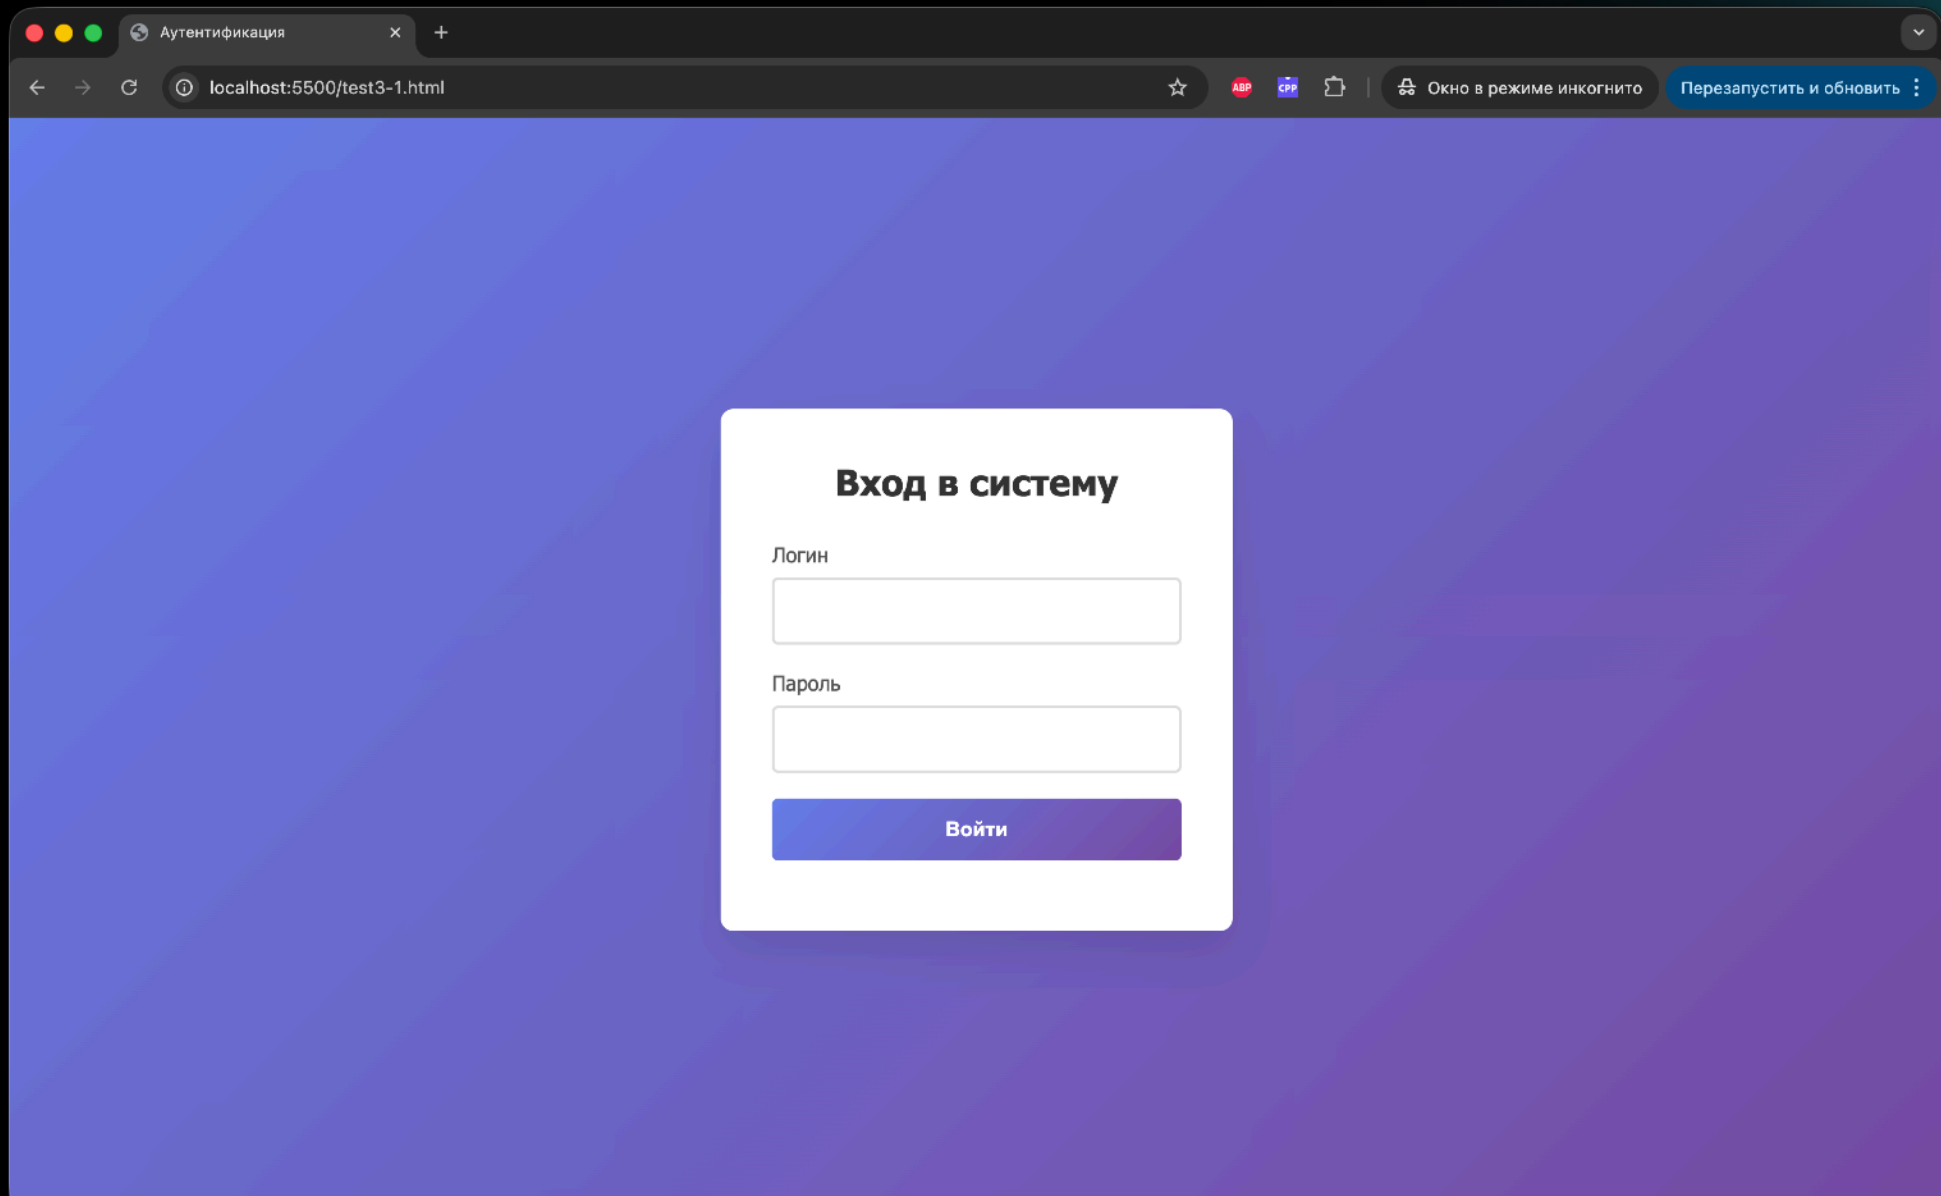 Аутентификация
localhost:5500/test3-1.html
ABP
CPP
Окно в режиме инкогнито
Перезапустить и обновить
Вход в систему
Логин
Пароль
Войти